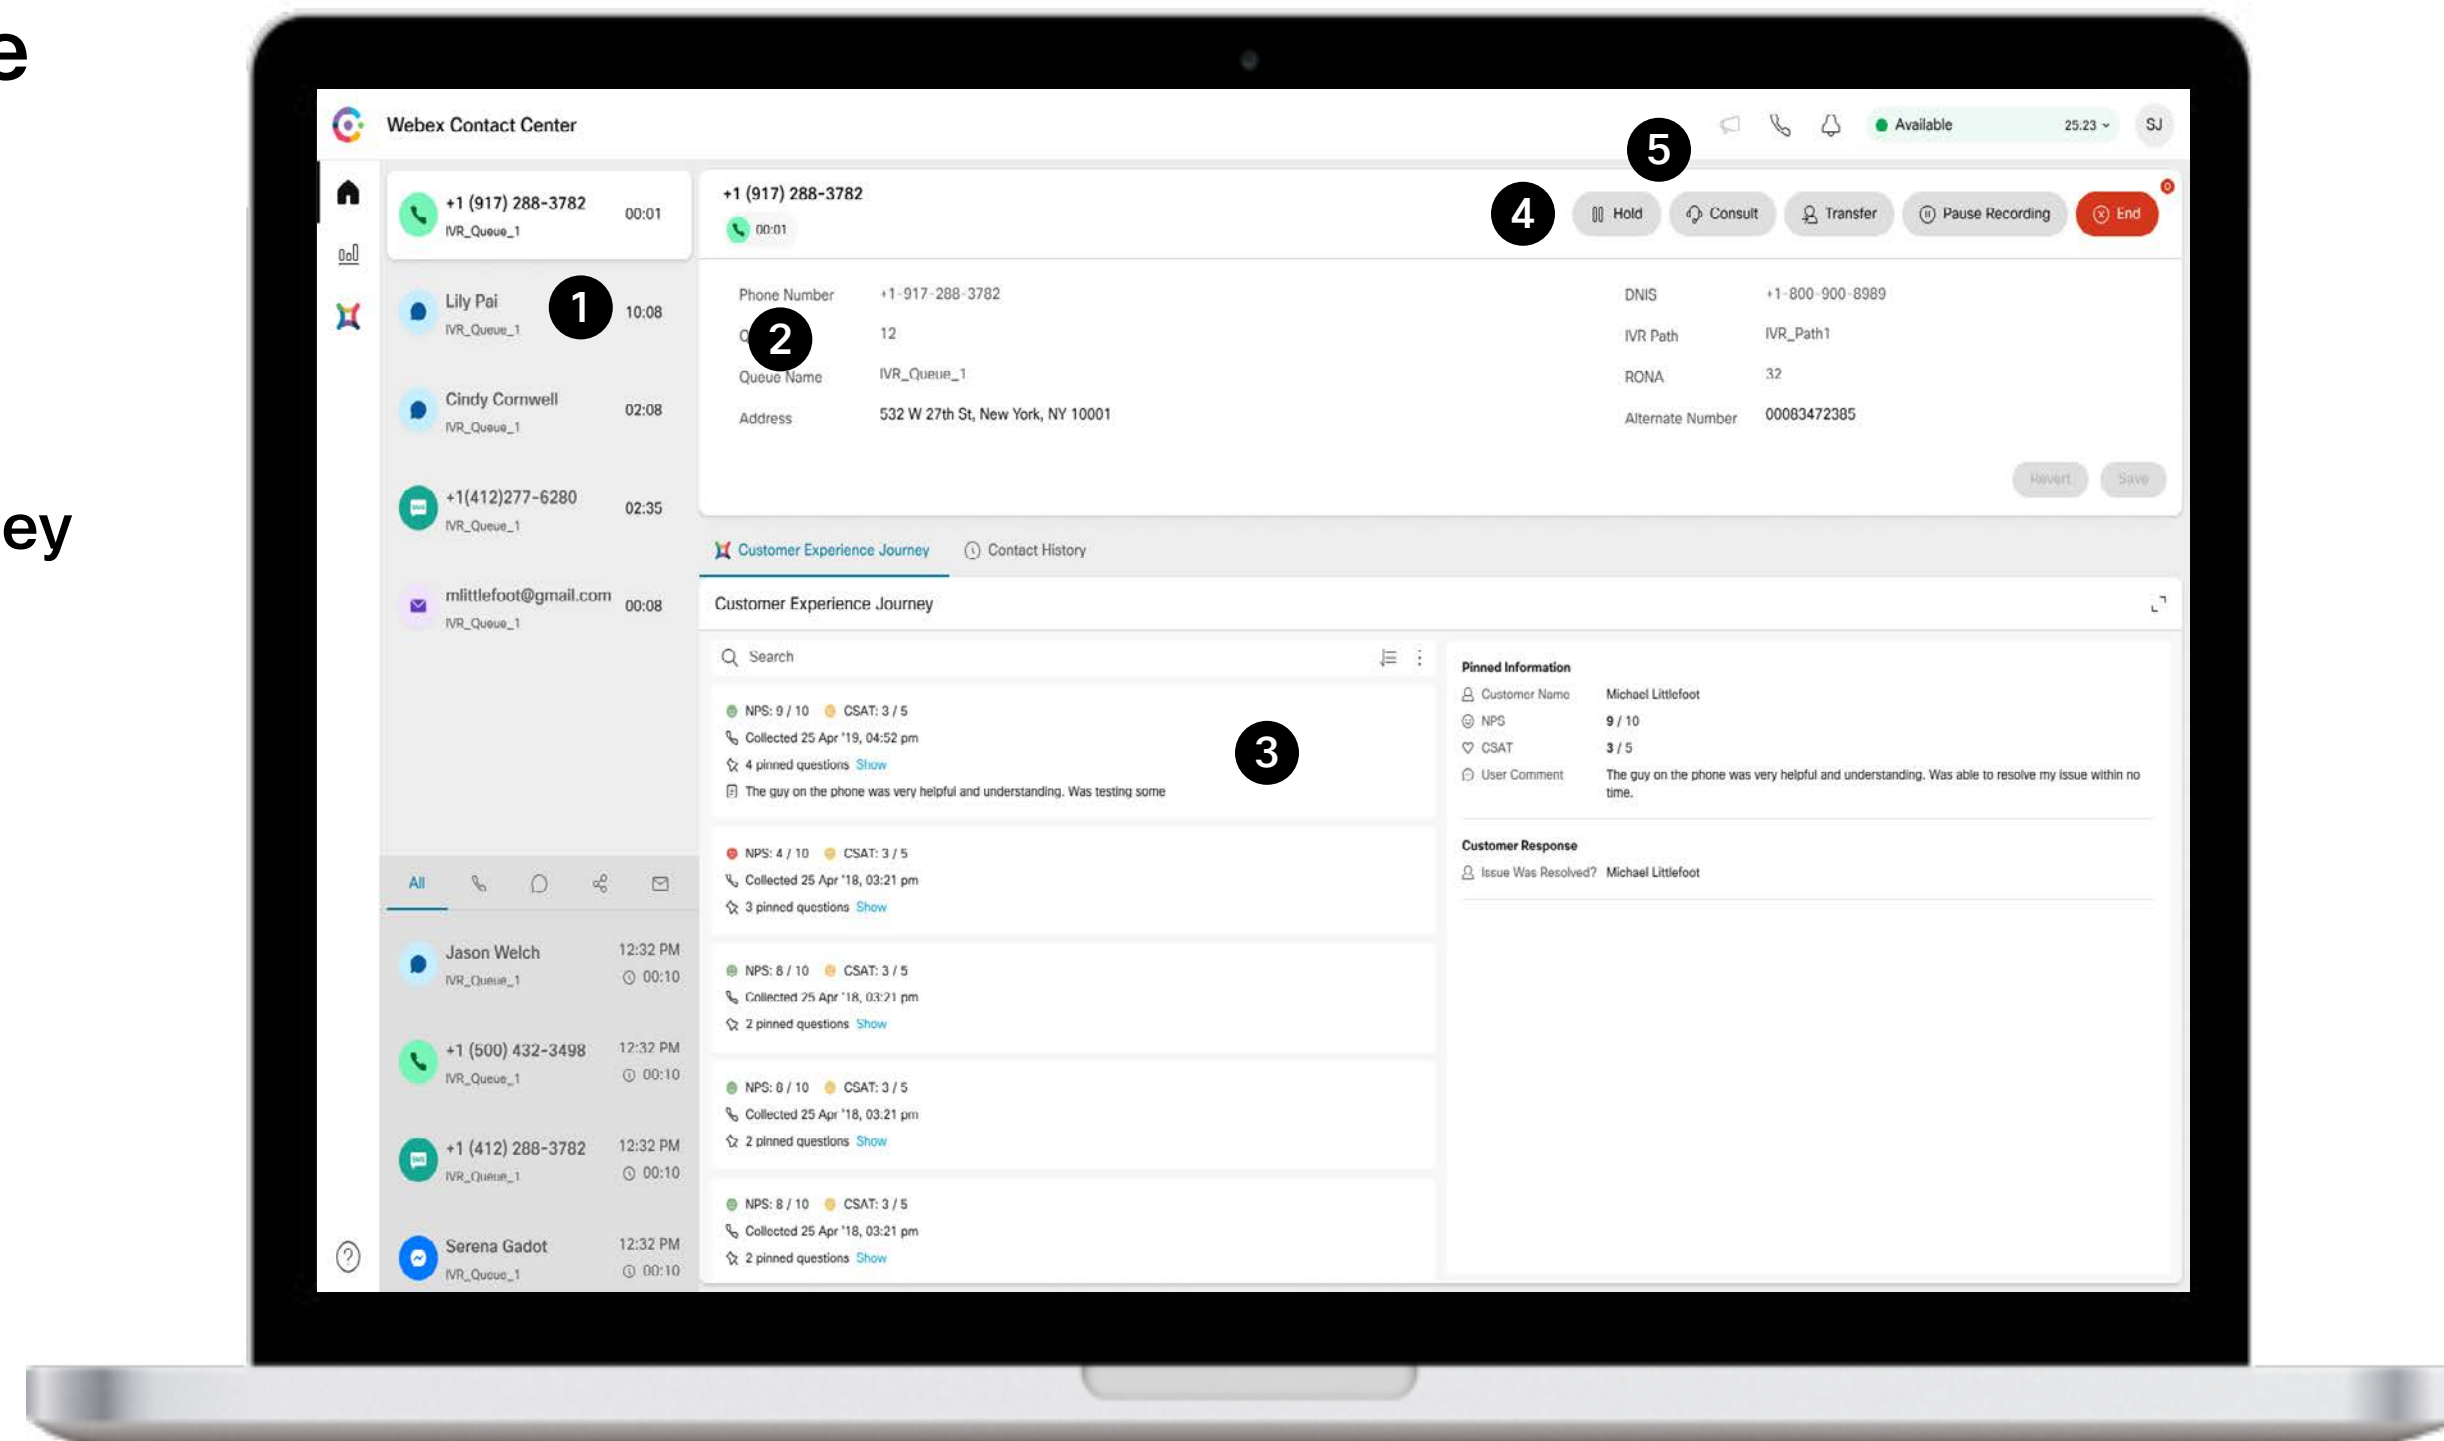 e
ey
Webex Contact Center
5
Available
25.23
SJ
+1 (917) 288-3782
00:01
IVR_Queue_1
Lily Pai
1
10:08
IVR_Queue_1
Cindy Cornwell
02:08
IVR_Queue_1
+1(412)277-6280
02:35
IVR_Queue_1
mlittlefoot@gmail.com
00:08
IVR_Queue_1
All
Jason Welch
12:32 PM
IVR_Queue_1
00:10
+1 (500) 432-3498
12:32 PM
IVR_Queue_1
00:10
+1 (412) 288-3782
12:32 PM
IVR_Queue_1
00:10
Serena Gadot
12:32 PM
IVR_Queue_1
00:10
+1 (917) 288-3782
00:01
4
Hold
Consult
Transfer
Pause Recording
End
Phone Number
+1-917-288-3782
2
12
Queue Name
IVR_Queue_1
Address
532 W 27th St, New York, NY 10001
DNIS
+1-800-900-8989
IVR Path
IVR_Path1
RONA
32
Alternate Number
00083472385
Revert
Save
Customer Experience Journey
Contact History
Customer Experience Journey
Search
NPS: 9 / 10 CSAT: 3 / 5
Collected 25 Apr '19, 04:52 pm
3
4 pinned questions Show
The guy on the phone was very helpful and understanding. Was testing some
NPS: 4 / 10 CSAT: 3 / 5
Collected 25 Apr '18, 03:21 pm
3 pinned questions Show
NPS: 8 / 10 CSAT: 3 / 5
Collected 25 Apr '18, 03:21 pm
2 pinned questions Show
NPS: 8 / 10 CSAT: 3 / 5
Collected 25 Apr '18, 03:21 pm
2 pinned questions Show
NPS: 8 / 10 CSAT: 3 / 5
Collected 25 Apr '18, 03:21 pm
2 pinned questions Show
Pinned Information
Customer Name
Michael Littlefoot
NPS
9 / 10
CSAT
3 / 5
User Comment
The guy on the phone was very helpful and understanding. Was able to resolve my issue within no
time.
Customer Response
Issue Was Resolved?
Michael Littlefoot